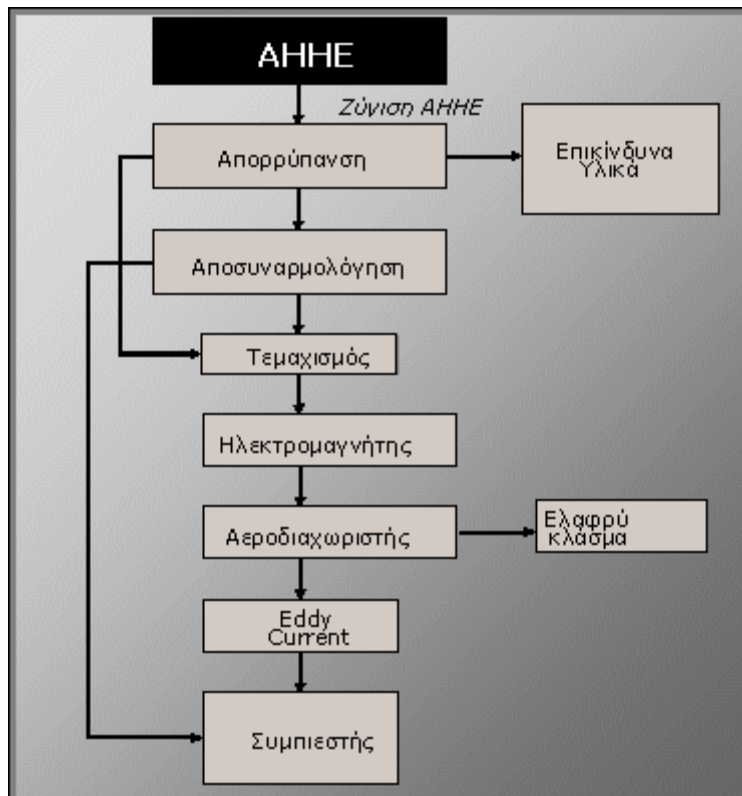 ΑΗΗΕ
Ζύγιση ΑΗΗΕ
Απορρύπανση
Επικίνδυνα
Υλικά
Αποσυναρμολόγηση
Τεμαχισμός
Ηλεκτρομαγνήτης
Αεροδιαχωριστής
Ελαφρύ
κλάσμα
Eddy
Current
Συμπιεστής